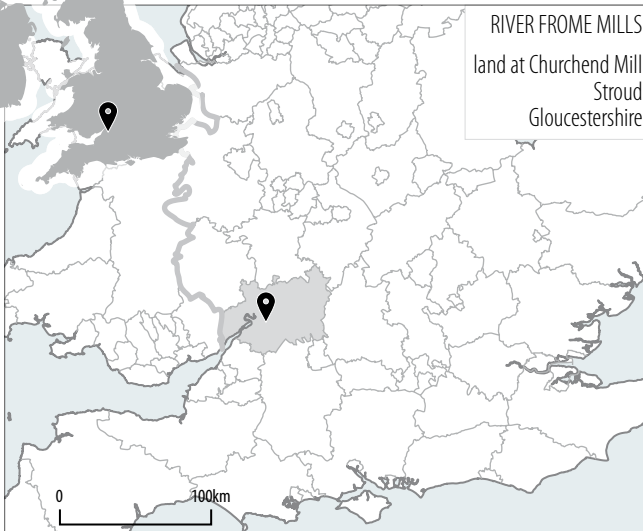 RIVER FROME MILLS
land at Churchend Mill
Stroud
Gloucestershire
0 100km